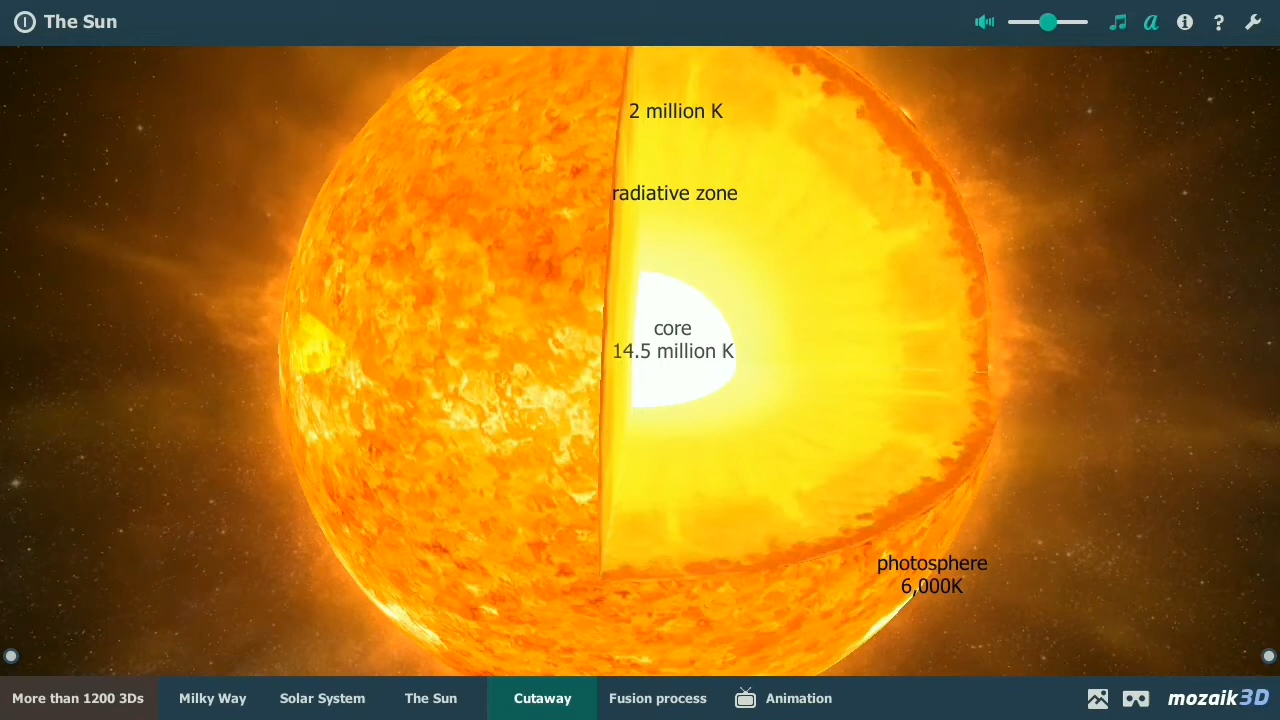 The Sun
2 million K
radiative zone
core
14.5 million K
photosphere
6,000K
More than 1200 3Ds
Milky Way
Solar System
The Sun
Cutaway
Fusion process
Animation
mozaik3D